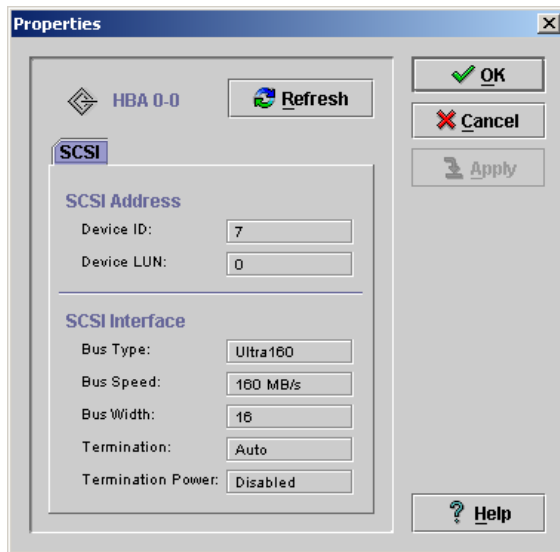 Properties
HBA 0-0
Refresh
OK
Cancel
Apply
SCSI
SCSI Address
Device ID: 7
Device LUN: 0
SCSI Interface
Bus Type: Ultra160
Bus Speed: 160 MB/s
Bus Width: 16
Termination: Auto
Termination Power: Disabled
Help